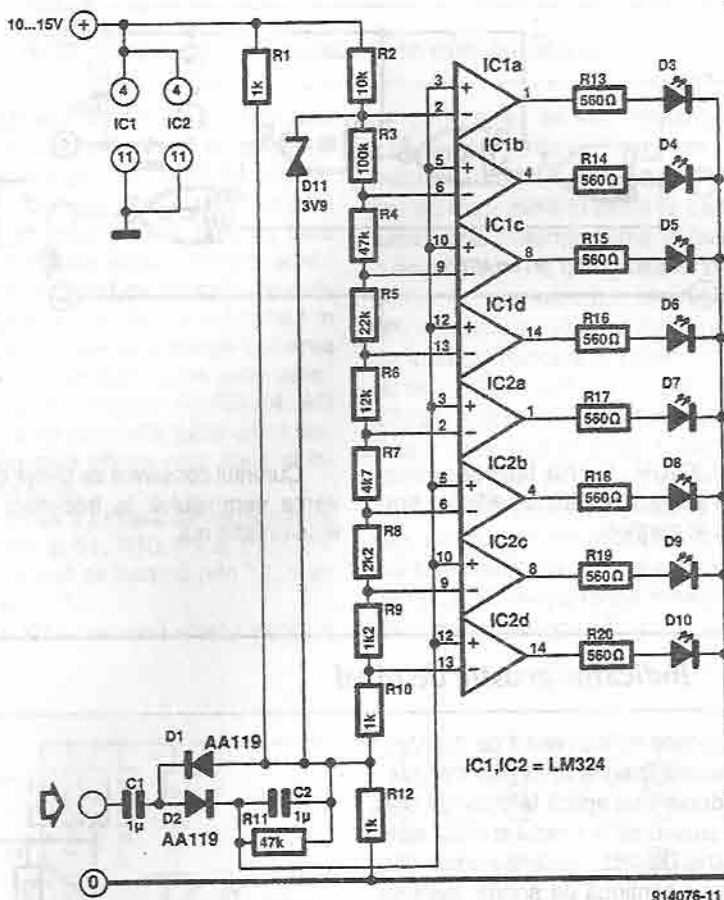 10...15V
+
R1
1k
R2
10k
4
4
IC1
IC2
11
11
D11
3V9
R3
100k
R4
47k
R5
22k
R6
12k
R7
4k7
R8
2k2
R9
1k2
R10
1k
R12
1k
IC1a
3
+
2
−
1
R13
560Ω
D3
IC1b
5
+
6
−
4
R14
560Ω
D4
IC1c
10
+
9
−
8
R15
560Ω
D5
IC1d
12
+
13
−
14
R16
560Ω
D6
IC2a
3
+
2
−
1
R17
560Ω
D7
IC2b
5
+
6
−
4
R18
560Ω
D8
IC2c
10
+
9
−
8
R19
560Ω
D9
IC2d
12
+
13
−
14
R20
560Ω
D10
IC1,IC2 = LM324
D1
AA119
C1
1µ
D2
AA119
C2
1µ
R11
47k
0
914076-11